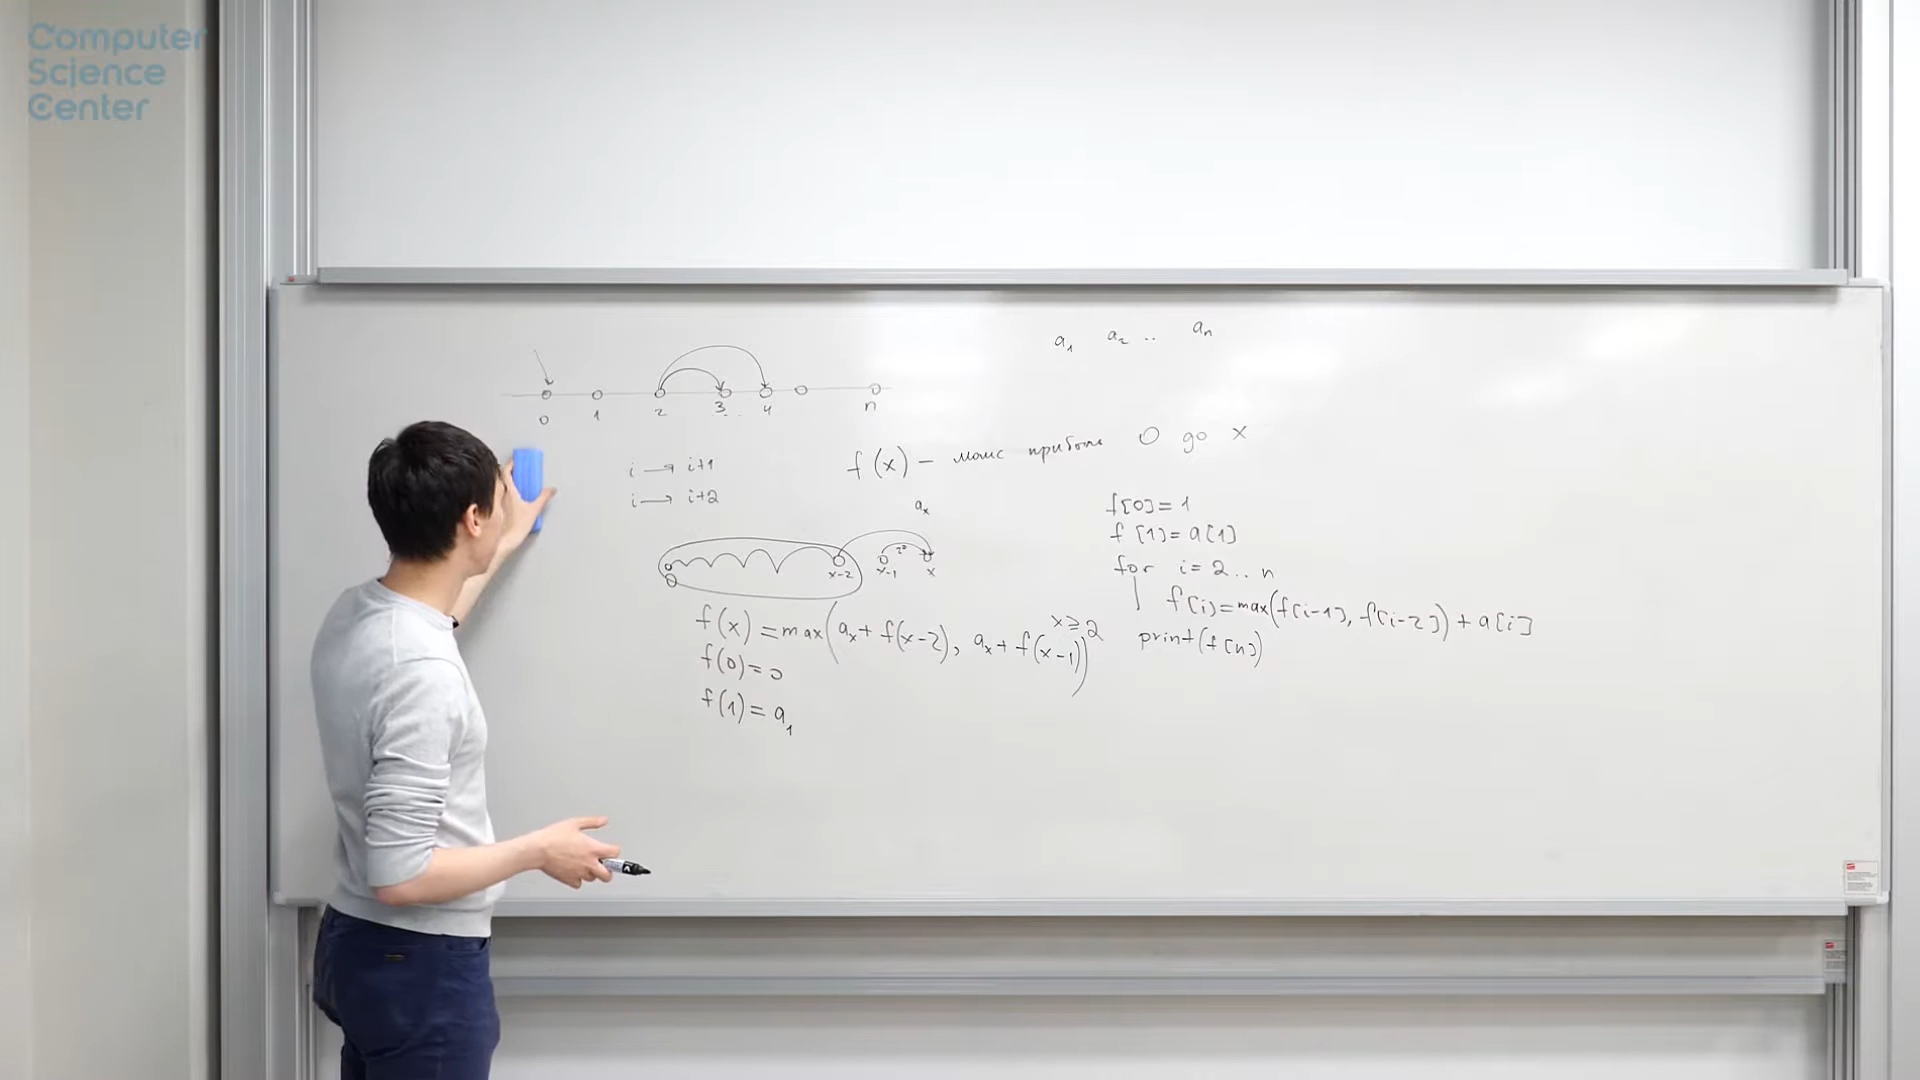 Computer
Science
Center
a₁ a₂ .. aₙ
0 1 2 3 .. 4 n
f(x) – макс прибыль 0 до x
i → i+1
i → i+2
aₓ
0 x-2 x-1 x
f(x) = max(aₓ + f(x-2), aₓ + f(x-1)) x ≥ 2
f(0) = 0
f(1) = a₁
f[0] = 1
f[1] = a[1]
for i = 2 .. n
f[i] = max(f[i-1], f[i-2]) + a[i]
print(f[n])